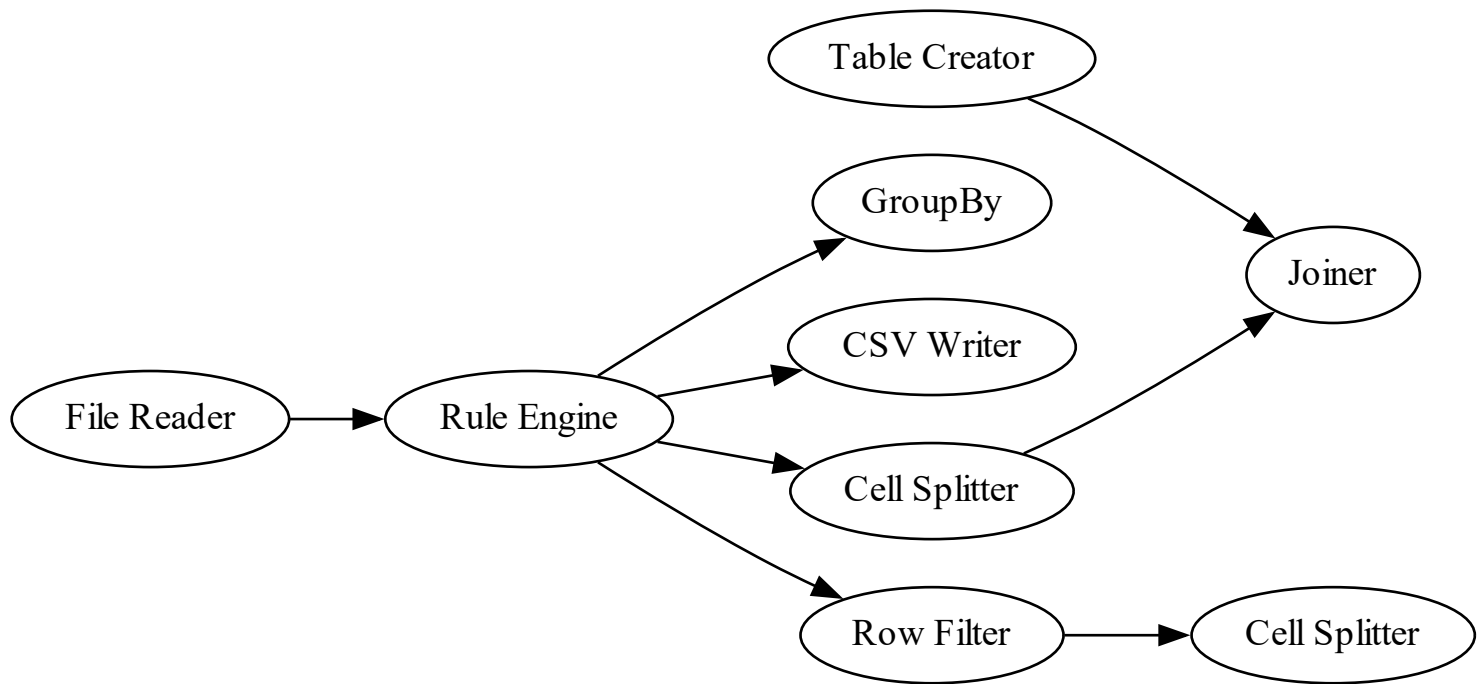 Table Creator
GroupBy
Joiner
CSV Writer
File Reader
Rule Engine
Cell Splitter
Row Filter
Cell Splitter